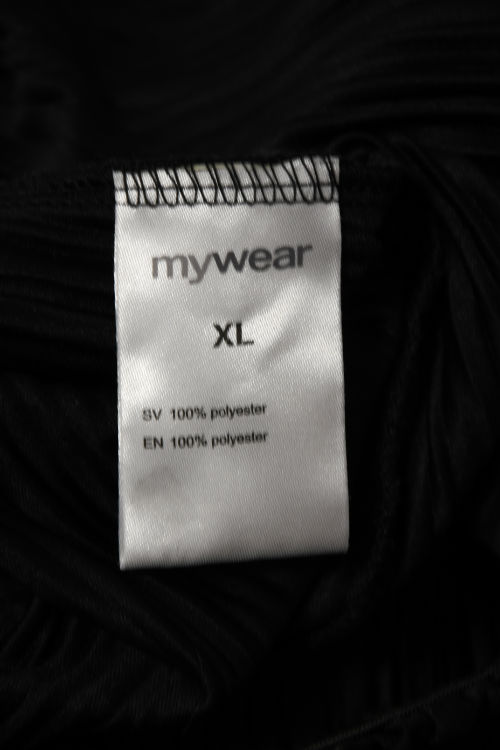 mywear
XL
SV 100% polyester
EN 100% polyester